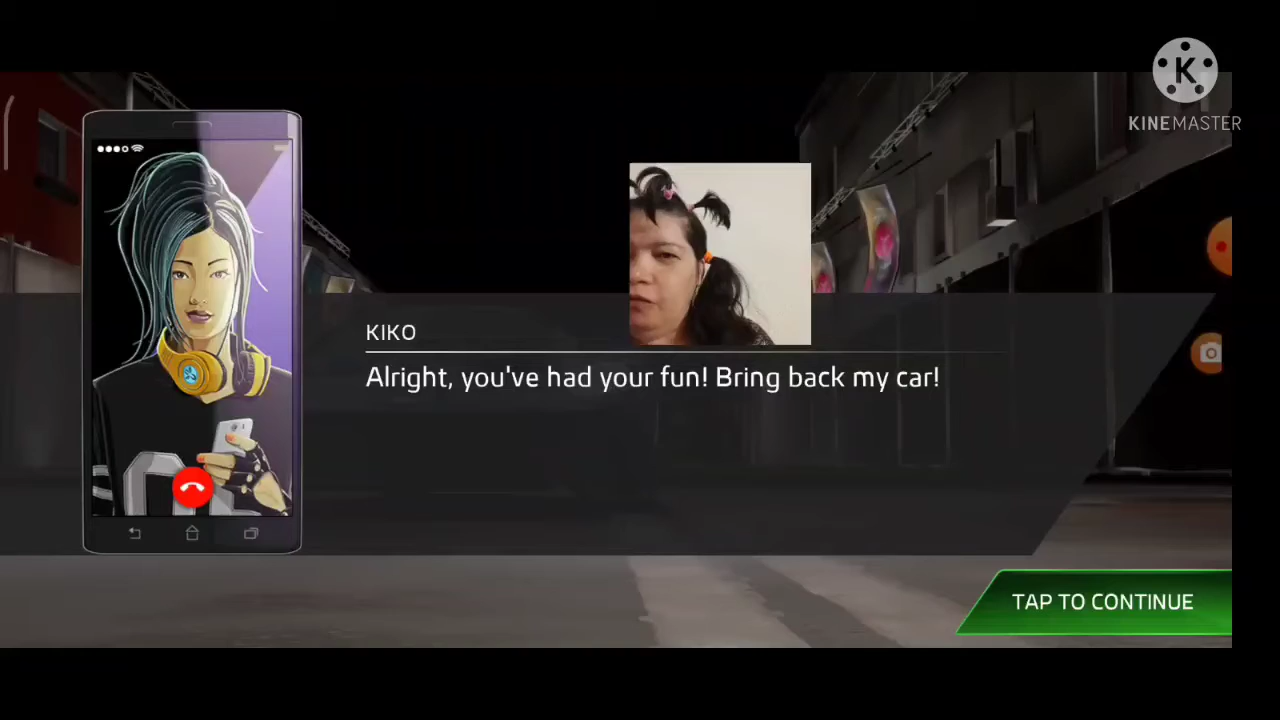 K
KINEMASTER
KIKO
Alright, you've had your fun! Bring back my car!
TAP TO CONTINUE